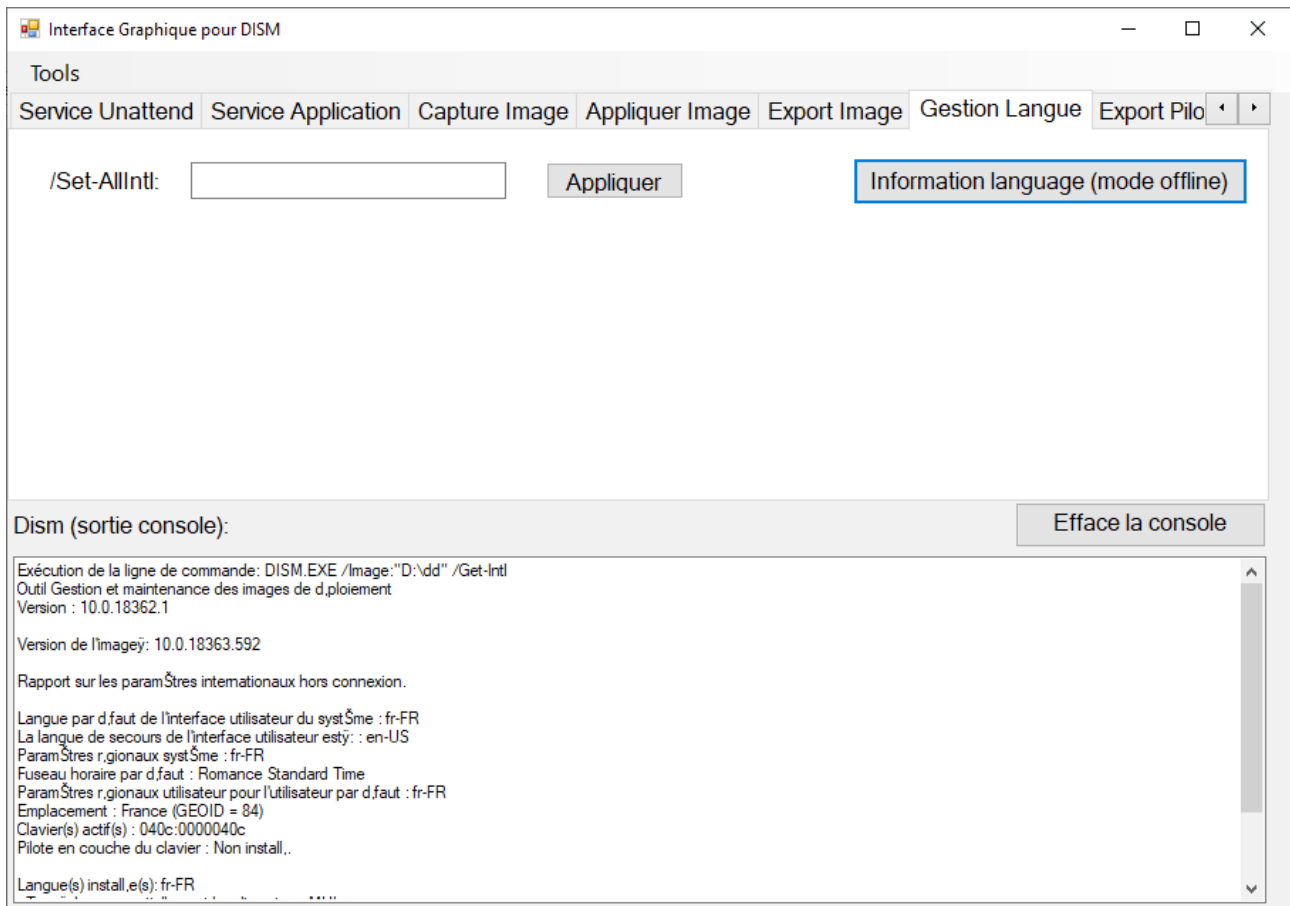 Interface Graphique pour DISM
Tools
Service Unattend Service Application Capture Image Appliquer Image Export Image Gestion Langue Export Pilo
/Set-AllIntl: Appliquer Information language (mode offline)
Dism (sortie console): Efface la console
Exécution de la ligne de commande: DISM.EXE /Image:"D:\dd" /Get-Intl
Outil Gestion et maintenance des images de d‚ploiement
Version : 10.0.18362.1
Version de l'imageÿ: 10.0.18363.592
Rapport sur les paramŠtres internationaux hors connexion.
Langue par d‚faut de l'interface utilisateur du systŠme : fr-FR
La langue de secours de l'interface utilisateur estÿ: : en-US
ParamŠtres r‚gionaux systŠme : fr-FR
Fuseau horaire par d‚faut : Romance Standard Time
ParamŠtres r‚gionaux utilisateur pour l'utilisateur par d‚faut : fr-FR
Emplacement : France (GEOID = 84)
Clavier(s) actif(s) : 040c:0000040c
Pilote en couche du clavier : Non install‚.
Langue(s) install‚e(s): fr-FR